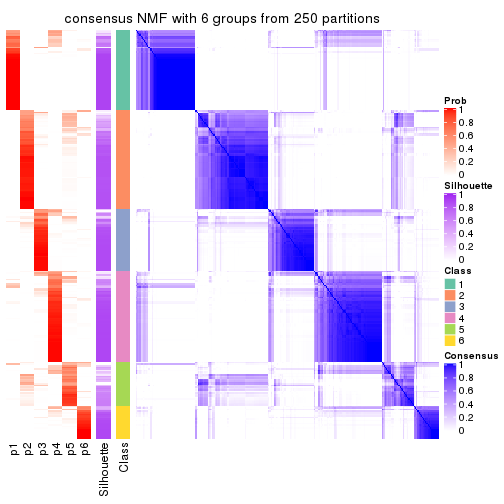 consensus NMF with 6 groups from 250 partitions
Prob
1
0.8
0.6
0.4
0.2
0
Silhouette
1
0.8
0.6
0.4
0.2
0
Class
1
2
3
4
5
6
Consensus
1
0.8
0.6
0.4
0.2
0
p1
p2
p3
p4
p5
p6
Silhouette
Class